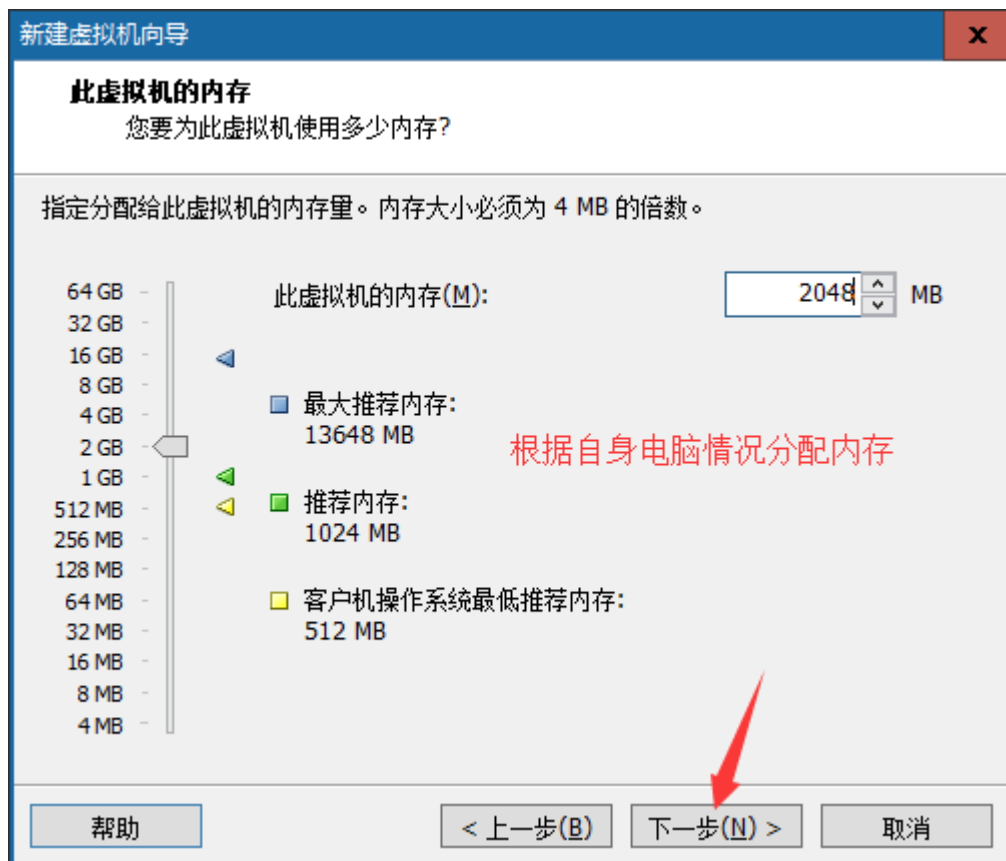 新建虚拟机向导
x
此虚拟机的内存
您要为此虚拟机使用多少内存?
指定分配给此虚拟机的内存量。内存大小必须为 4 MB 的倍数。
64 GB
32 GB
16 GB
8 GB
4 GB
2 GB
1 GB
512 MB
256 MB
128 MB
64 MB
32 MB
16 MB
8 MB
4 MB
此虚拟机的内存(M):
2048 MB
最大推荐内存:
13648 MB
根据自身电脑情况分配内存
推荐内存:
1024 MB
客户机操作系统最低推荐内存:
512 MB
帮助
< 上一步(B)
下一步(N) >
取消